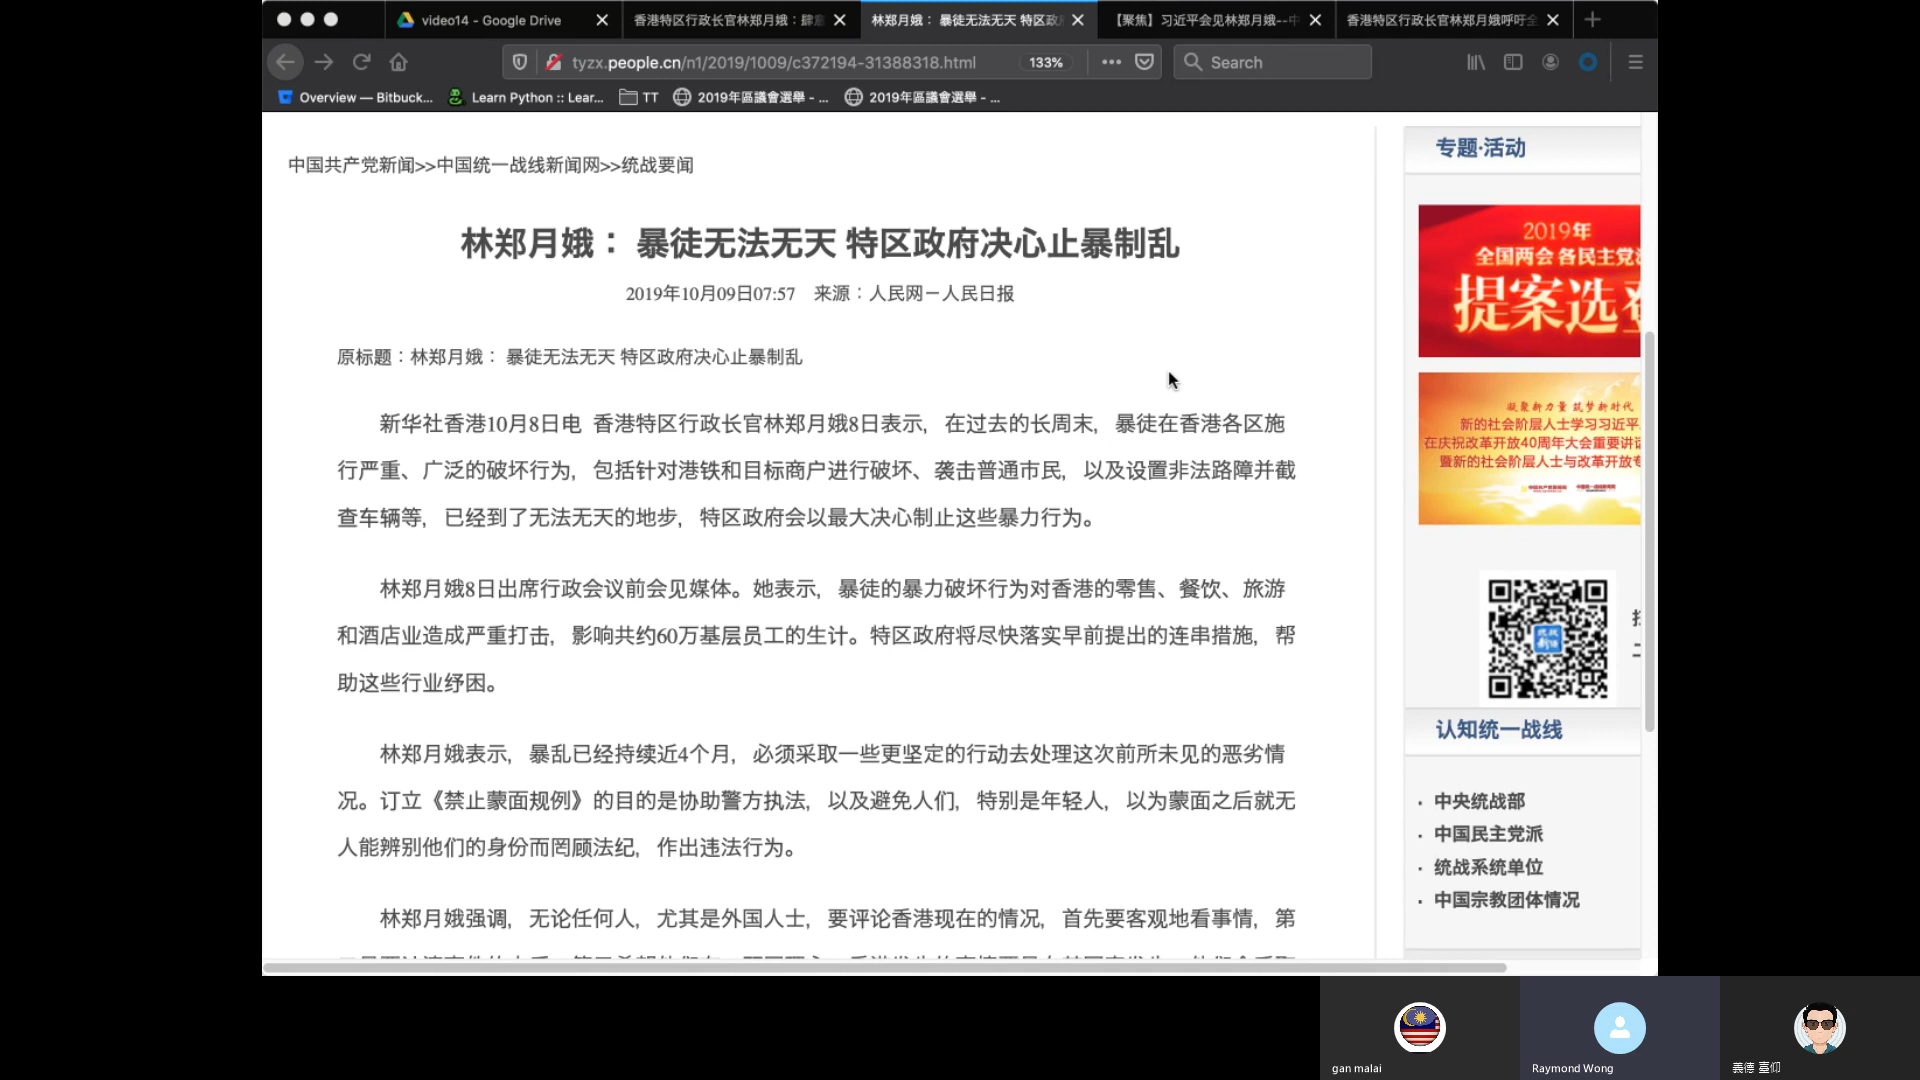 video14 - Google Drive
香港特区行政长官林郑月娥：肆意
林郑月娥： 暴徒无法无天 特区政府
【聚焦】习近平会见林郑月娥--中
香港特区行政长官林郑月娥呼吁全
tyzx.people.cn/n1/2019/1009/c372194-31388318.html
133%
Search
Overview — Bitbuck...
Learn Python :: Lear...
TT
2019年區議會選舉 - ...
2019年區議會選舉 - ...
中国共产党新闻>>中国统一战线新闻网>>统战要闻
林郑月娥： 暴徒无法无天 特区政府决心止暴制乱
2019年10月09日07:57 来源：人民网－人民日报
原标题：林郑月娥： 暴徒无法无天 特区政府决心止暴制乱
新华社香港10月8日电 香港特区行政长官林郑月娥8日表示，在过去的长周末，暴徒在香港各区施
行严重、广泛的破坏行为，包括针对港铁和目标商户进行破坏、袭击普通市民，以及设置非法路障并截
查车辆等，已经到了无法无天的地步，特区政府会以最大决心制止这些暴力行为。
林郑月娥8日出席行政会议前会见媒体。她表示，暴徒的暴力破坏行为对香港的零售、餐饮、旅游
和酒店业造成严重打击，影响共约60万基层员工的生计。特区政府将尽快落实早前提出的连串措施，帮
助这些行业纾困。
林郑月娥表示，暴乱已经持续近4个月，必须采取一些更坚定的行动去处理这次前所未见的恶劣情
况。订立《禁止蒙面规例》的目的是协助警方执法，以及避免人们，特别是年轻人，以为蒙面之后就无
人能辨别他们的身份而罔顾法纪，作出违法行为。
林郑月娥强调，无论任何人，尤其是外国人士，要评论香港现在的情况，首先要客观地看事情，第
专题·活动
2019年
全国两会 各民主党
提案选
凝聚新力量 筑梦新时代
新的社会阶层人士学习习近平
在庆祝改革开放40周年大会重要讲
暨新的社会阶层人士与改革开放
认知统一战线
· 中央统战部
· 中国民主党派
· 统战系统单位
· 中国宗教团体情况
gan malai
Raymond Wong